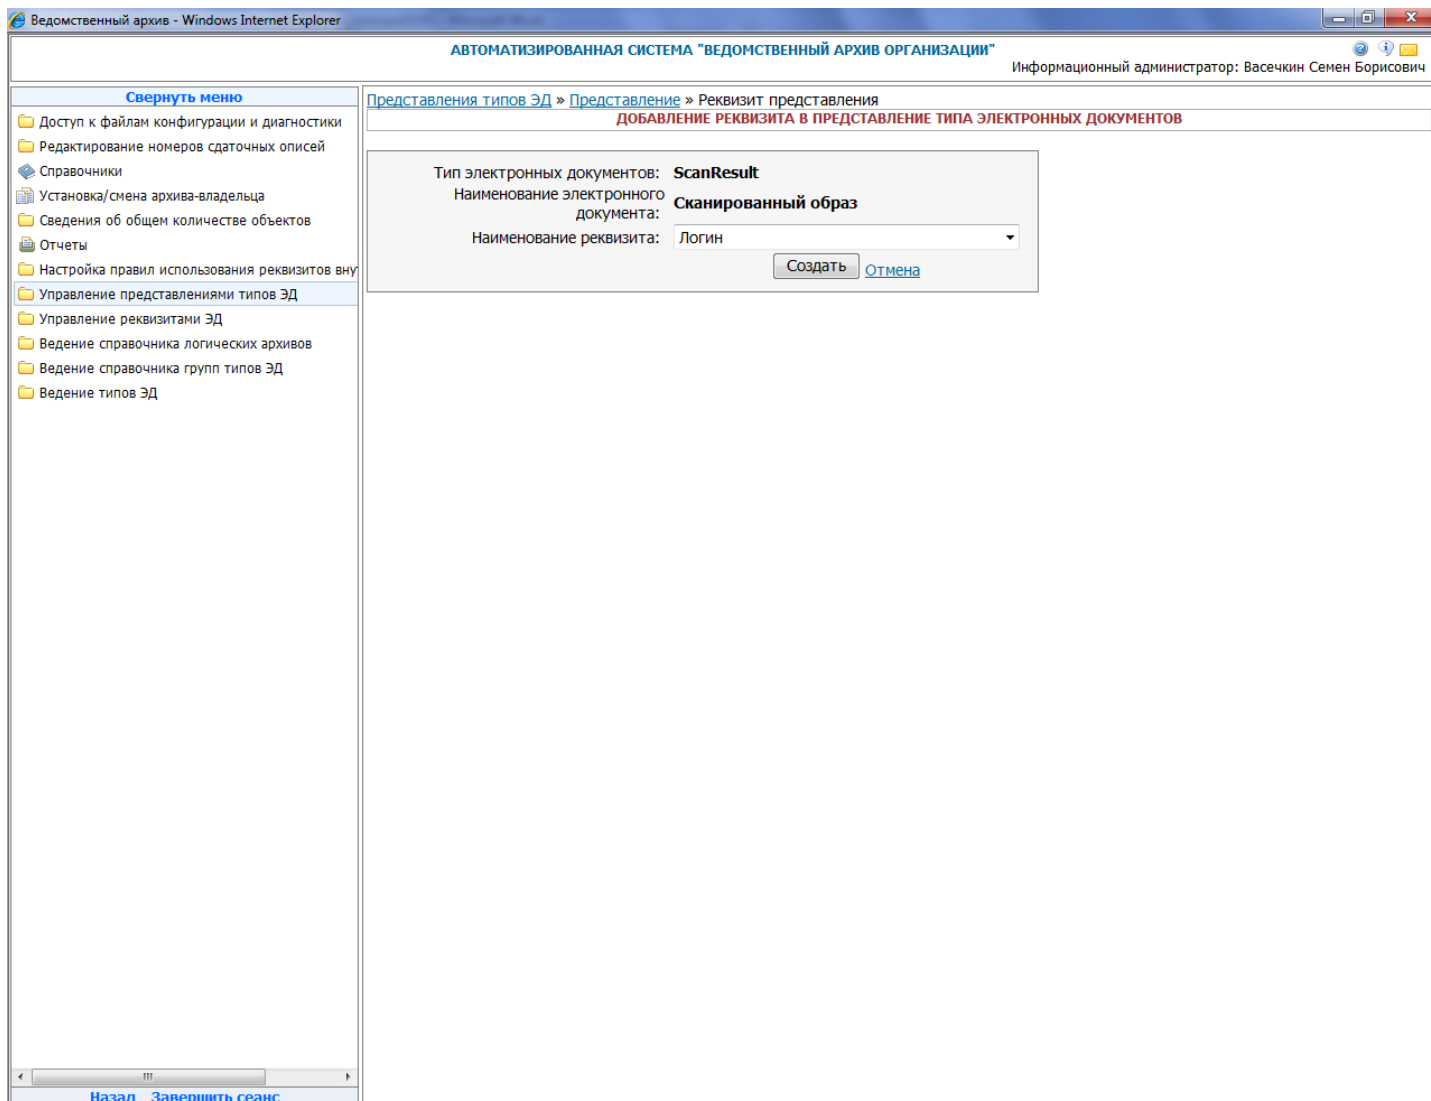 Ведомственный архив - Windows Internet Explorer
АВТОМАТИЗИРОВАННАЯ СИСТЕМА "ВЕДОМСТВЕННЫЙ АРХИВ ОРГАНИЗАЦИИ"
Информационный администратор: Васечкин Семен Борисович
Свернуть меню
Доступ к файлам конфигурации и диагностики
Редактирование номеров сдаточных описей
Справочники
Установка/смена архива-владельца
Сведения об общем количестве объектов
Отчеты
Настройка правил использования реквизитов вну
Управление представлениями типов ЭД
Управление реквизитами ЭД
Ведение справочника логических архивов
Ведение справочника групп типов ЭД
Ведение типов ЭД
Назад Завершить сеанс
Представления типов ЭД » Представление » Реквизит представления
ДОБАВЛЕНИЕ РЕКВИЗИТА В ПРЕДСТАВЛЕНИЕ ТИПА ЭЛЕКТРОННЫХ ДОКУМЕНТОВ
Тип электронных документов: ScanResult
Наименование электронного документа: Сканированный образ
Наименование реквизита: Логин
Создать Отмена